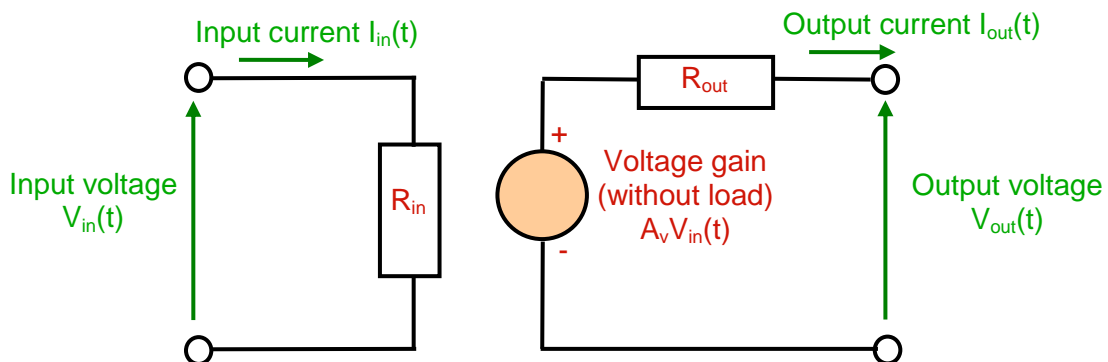 Input current I_in(t)
Output current I_out(t)
R_out
+
Input voltage
V_in(t)
R_in
Voltage gain
(without load)
A_vV_in(t)
-
Output voltage
V_out(t)